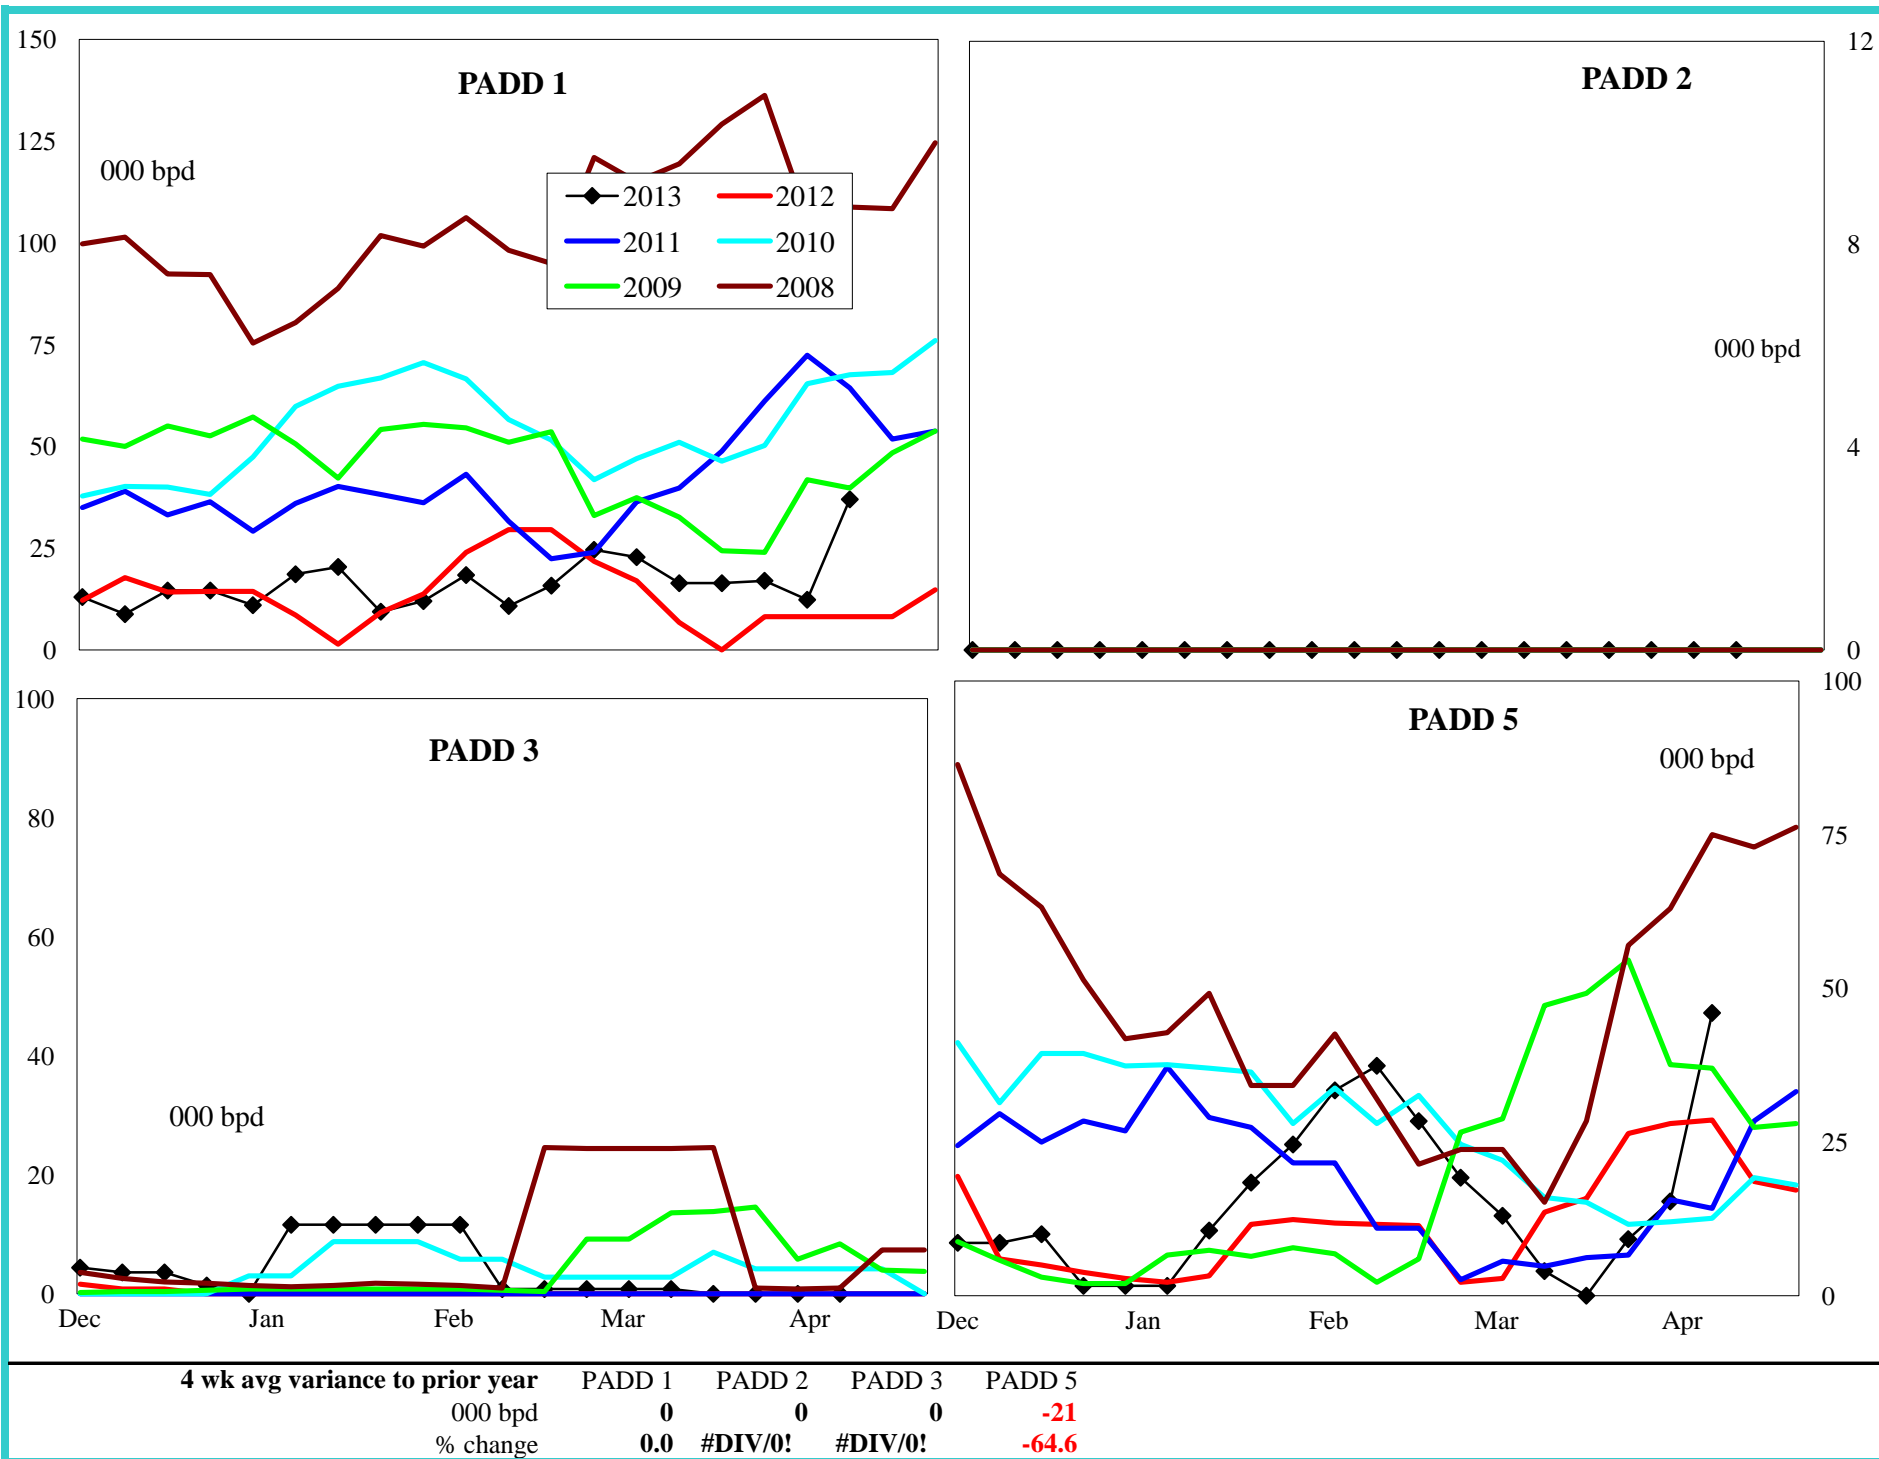 PADD 1
150
125
100
75
50
25
0
000 bpd
2013 2012
2011 2010
2009 2008
PADD 2
12
8
4
0
000 bpd
PADD 3
100
80
60
40
20
0
000 bpd
Dec Jan Feb Mar Apr
PADD 5
100
75
50
25
0
000 bpd
Dec Jan Feb Mar Apr
4 wk avg variance to prior year PADD 1 PADD 2 PADD 3 PADD 5
000 bpd 0 0 0 -21
% change 0.0 #DIV/0! #DIV/0! -64.6